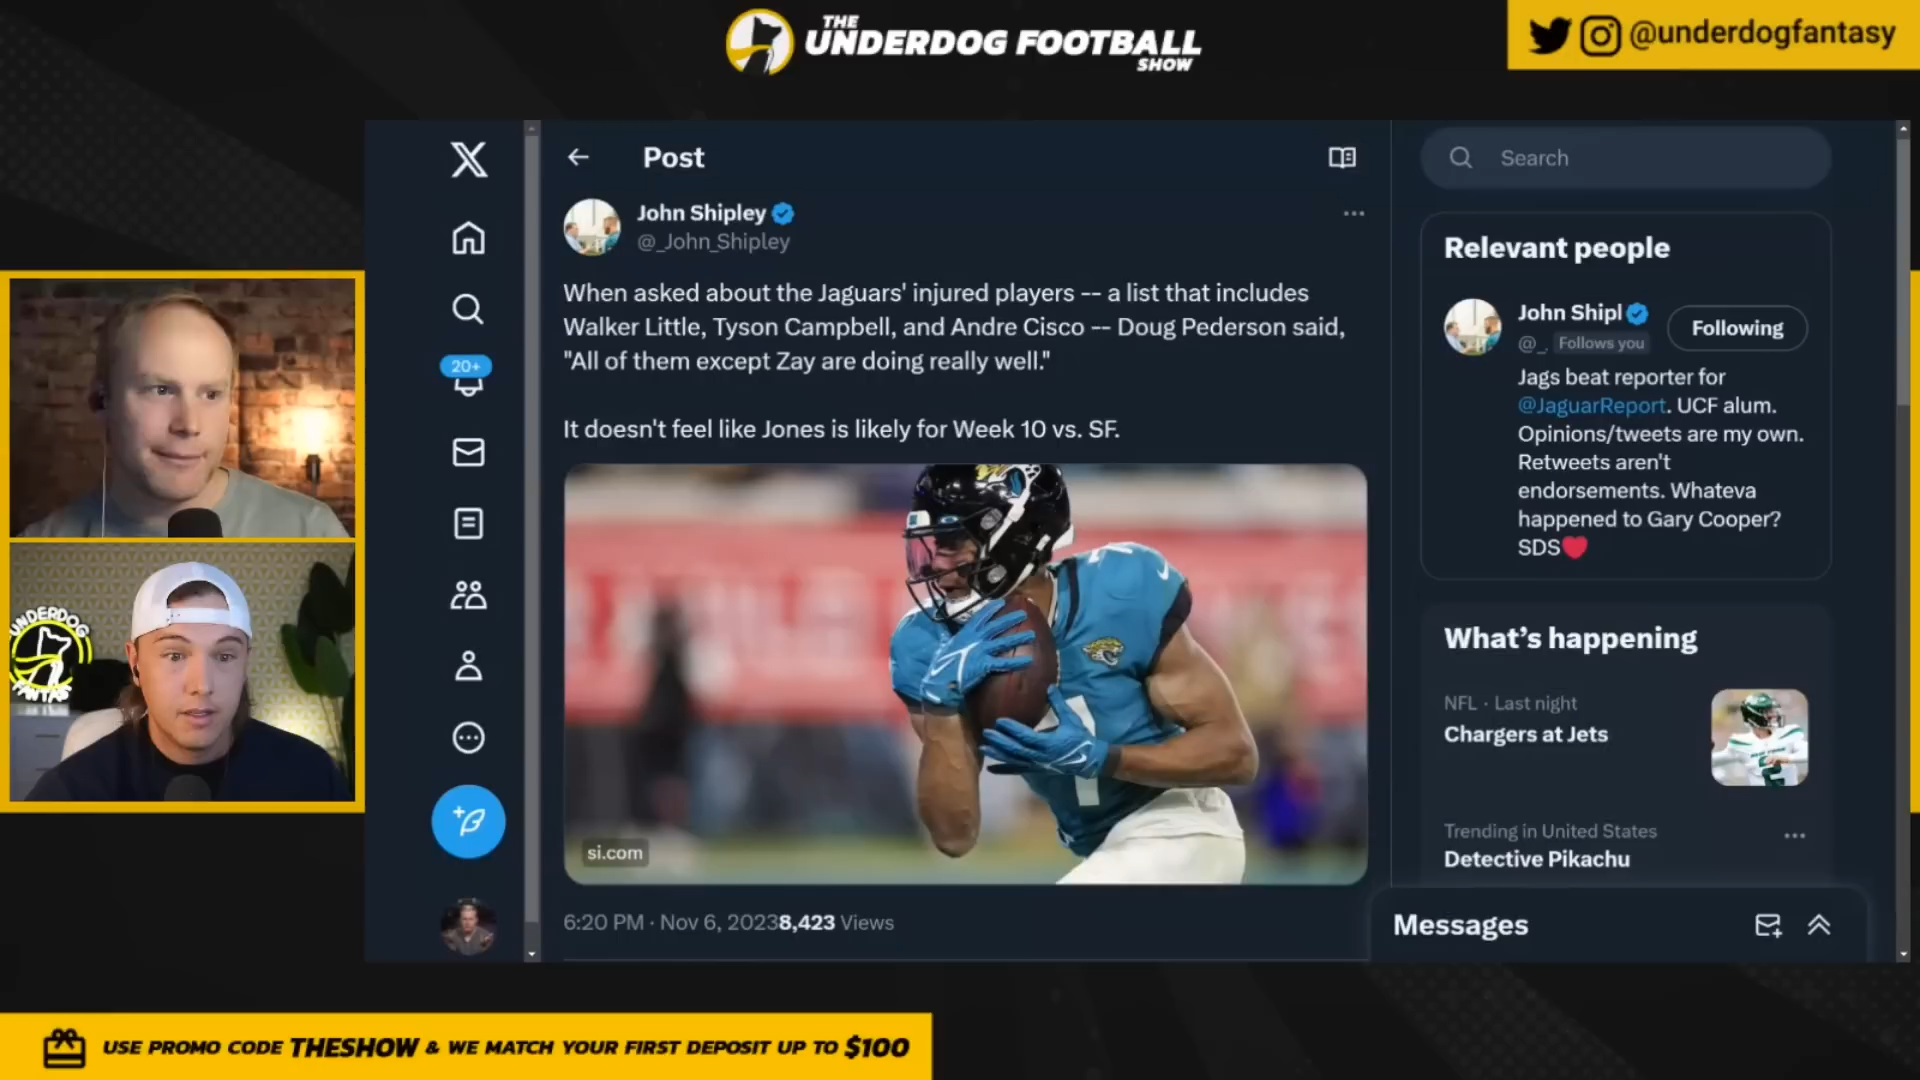 THE
UNDERDOG FOOTBALL
SHOW
@underdogfantasy
Post
Search
John Shipley
@_John_Shipley
When asked about the Jaguars' injured players -- a list that includes
Walker Little, Tyson Campbell, and Andre Cisco -- Doug Pederson said,
"All of them except Zay are doing really well."
It doesn't feel like Jones is likely for Week 10 vs. SF.
si.com
6:20 PM · Nov 6, 20238,423 Views
20+
Relevant people
John Shipl
@_. Follows you
Following
Jags beat reporter for
@JaguarReport. UCF alum.
Opinions/tweets are my own.
Retweets aren't
endorsements. Whateva
happened to Gary Cooper?
SDS❤️
What's happening
NFL · Last night
Chargers at Jets
Trending in United States
Detective Pikachu
Messages
UNDERDOG
USE PROMO CODE THESHOW & WE MATCH YOUR FIRST DEPOSIT UP TO $100